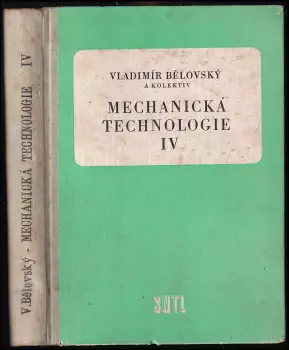 V. Bělovský - MECHANICKÁ TECHNOLOGIE IV
VLADIMÍR BĚLOVSKÝ
A KOLEKTIV
MECHANICKÁ
TECHNOLOGIE
IV
SNTL